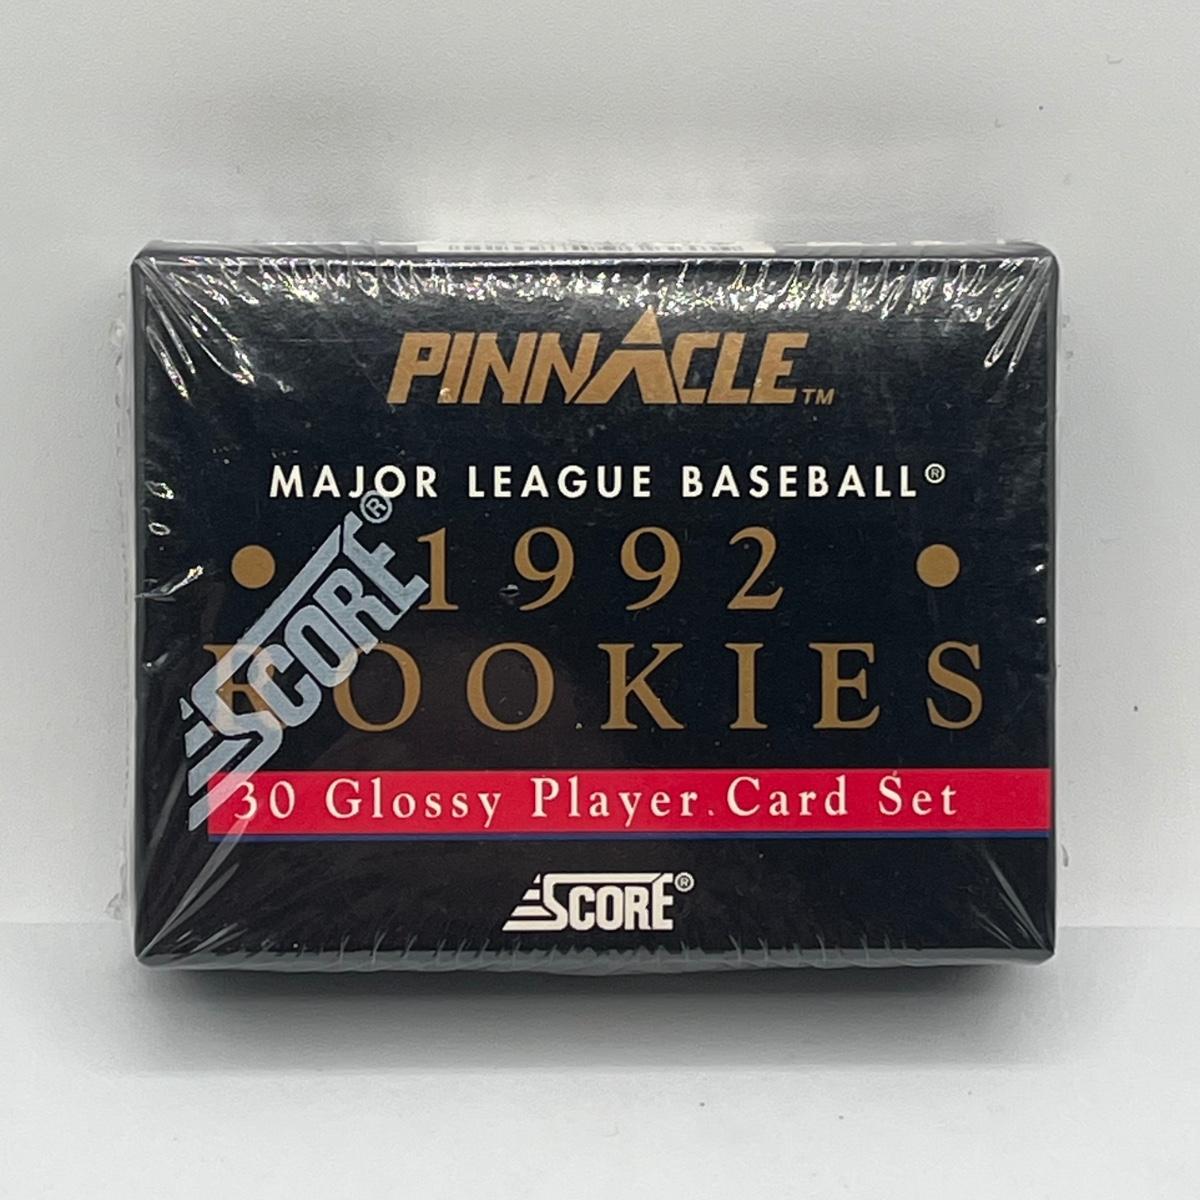 PINNACLE™
MAJOR LEAGUE BASEBALL®
• 1992 •
ROOKIES
SCORE®
30 Glossy Player Card Set
SCORE®